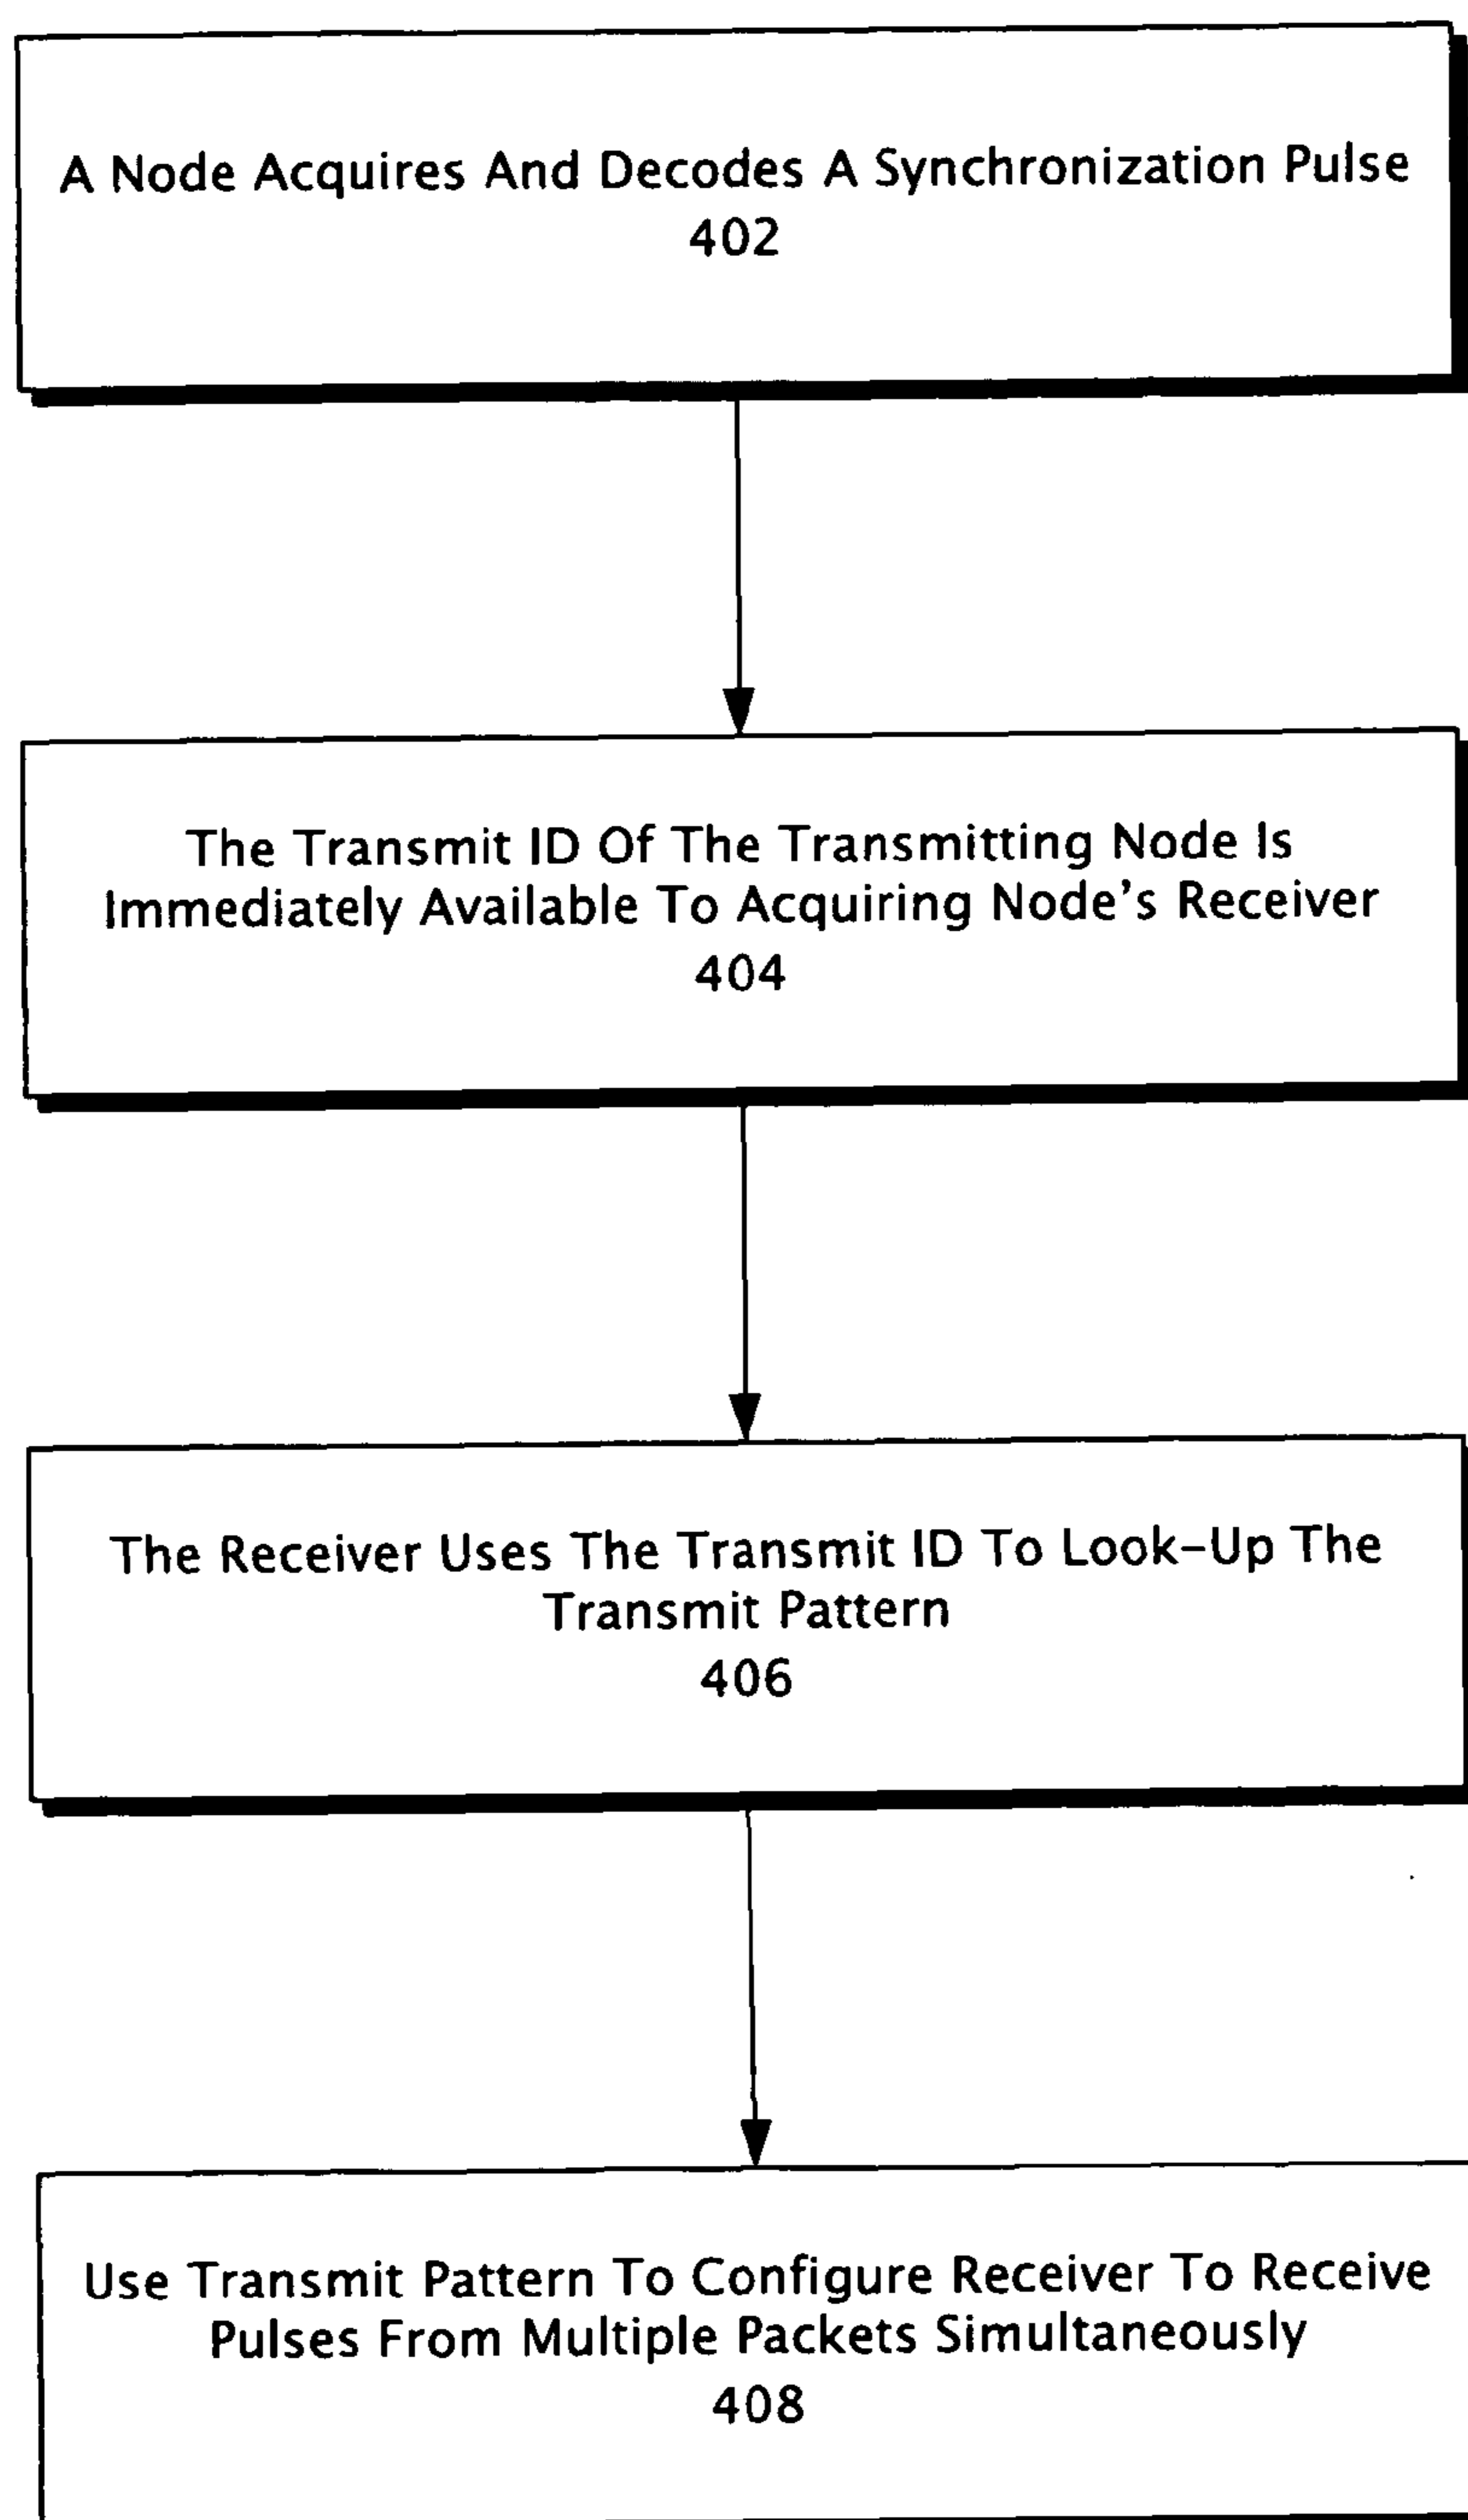 A Node Acquires And Decodes A Synchronization Pulse
402
The Transmit ID Of The Transmitting Node Is
Immediately Available To Acquiring Node's Receiver
404
The Receiver Uses The Transmit ID To Look-Up The
Transmit Pattern
406
Use Transmit Pattern To Configure Receiver To Receive
Pulses From Multiple Packets Simultaneously
408